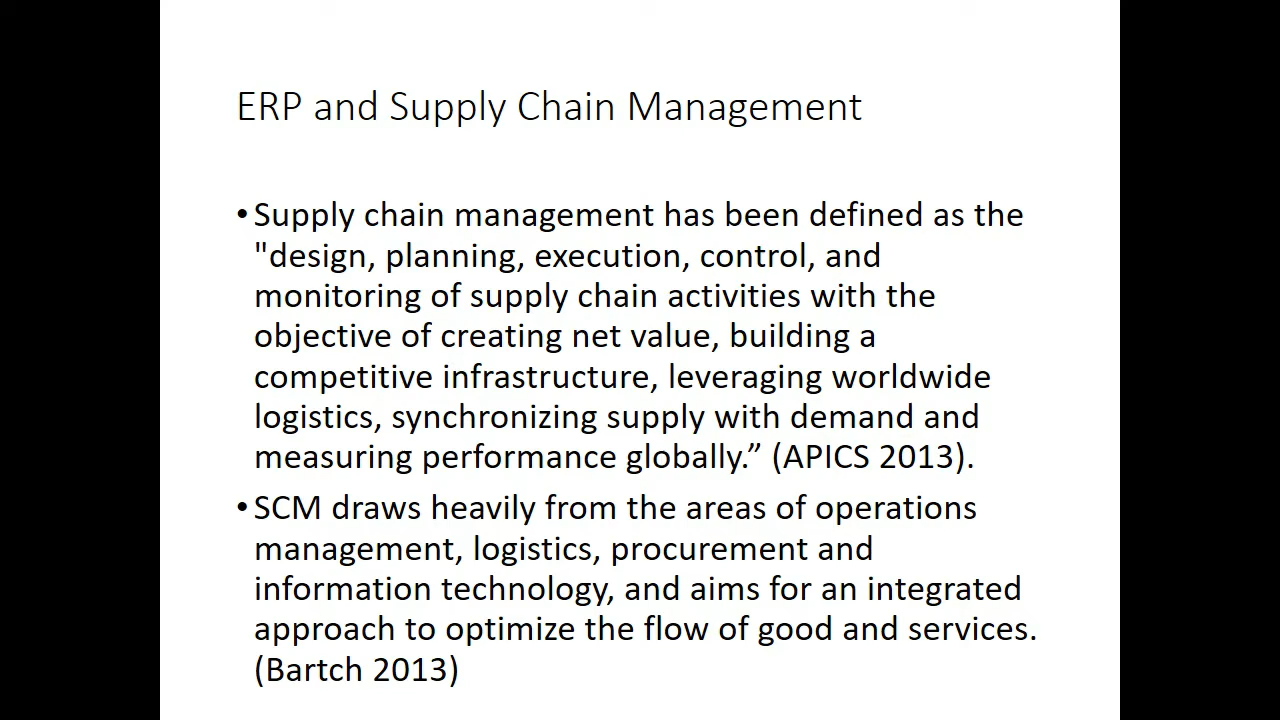 ERP and Supply Chain Management
• Supply chain management has been defined as the
"design, planning, execution, control, and
monitoring of supply chain activities with the
objective of creating net value, building a
competitive infrastructure, leveraging worldwide
logistics, synchronizing supply with demand and
measuring performance globally.” (APICS 2013).
• SCM draws heavily from the areas of operations
management, logistics, procurement and
information technology, and aims for an integrated
approach to optimize the flow of good and services.
(Bartch 2013)